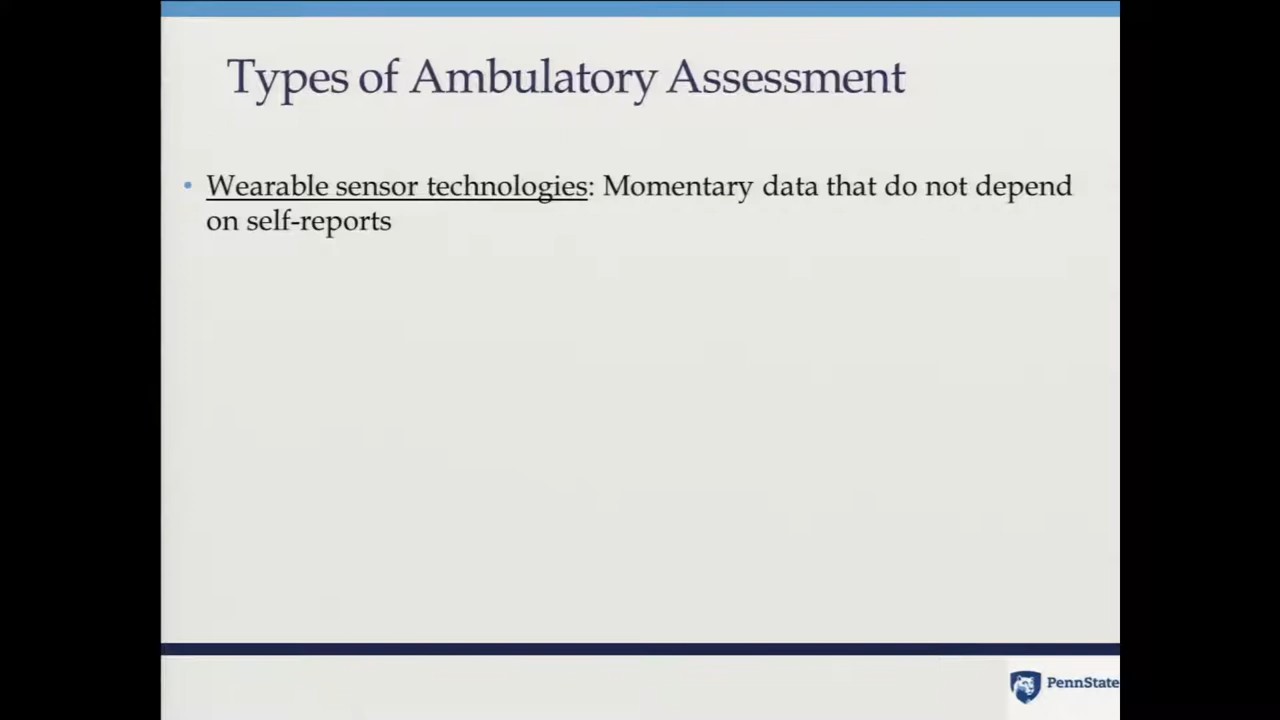 Types of Ambulatory Assessment
• Wearable sensor technologies: Momentary data that do not depend
on self-reports
PennState